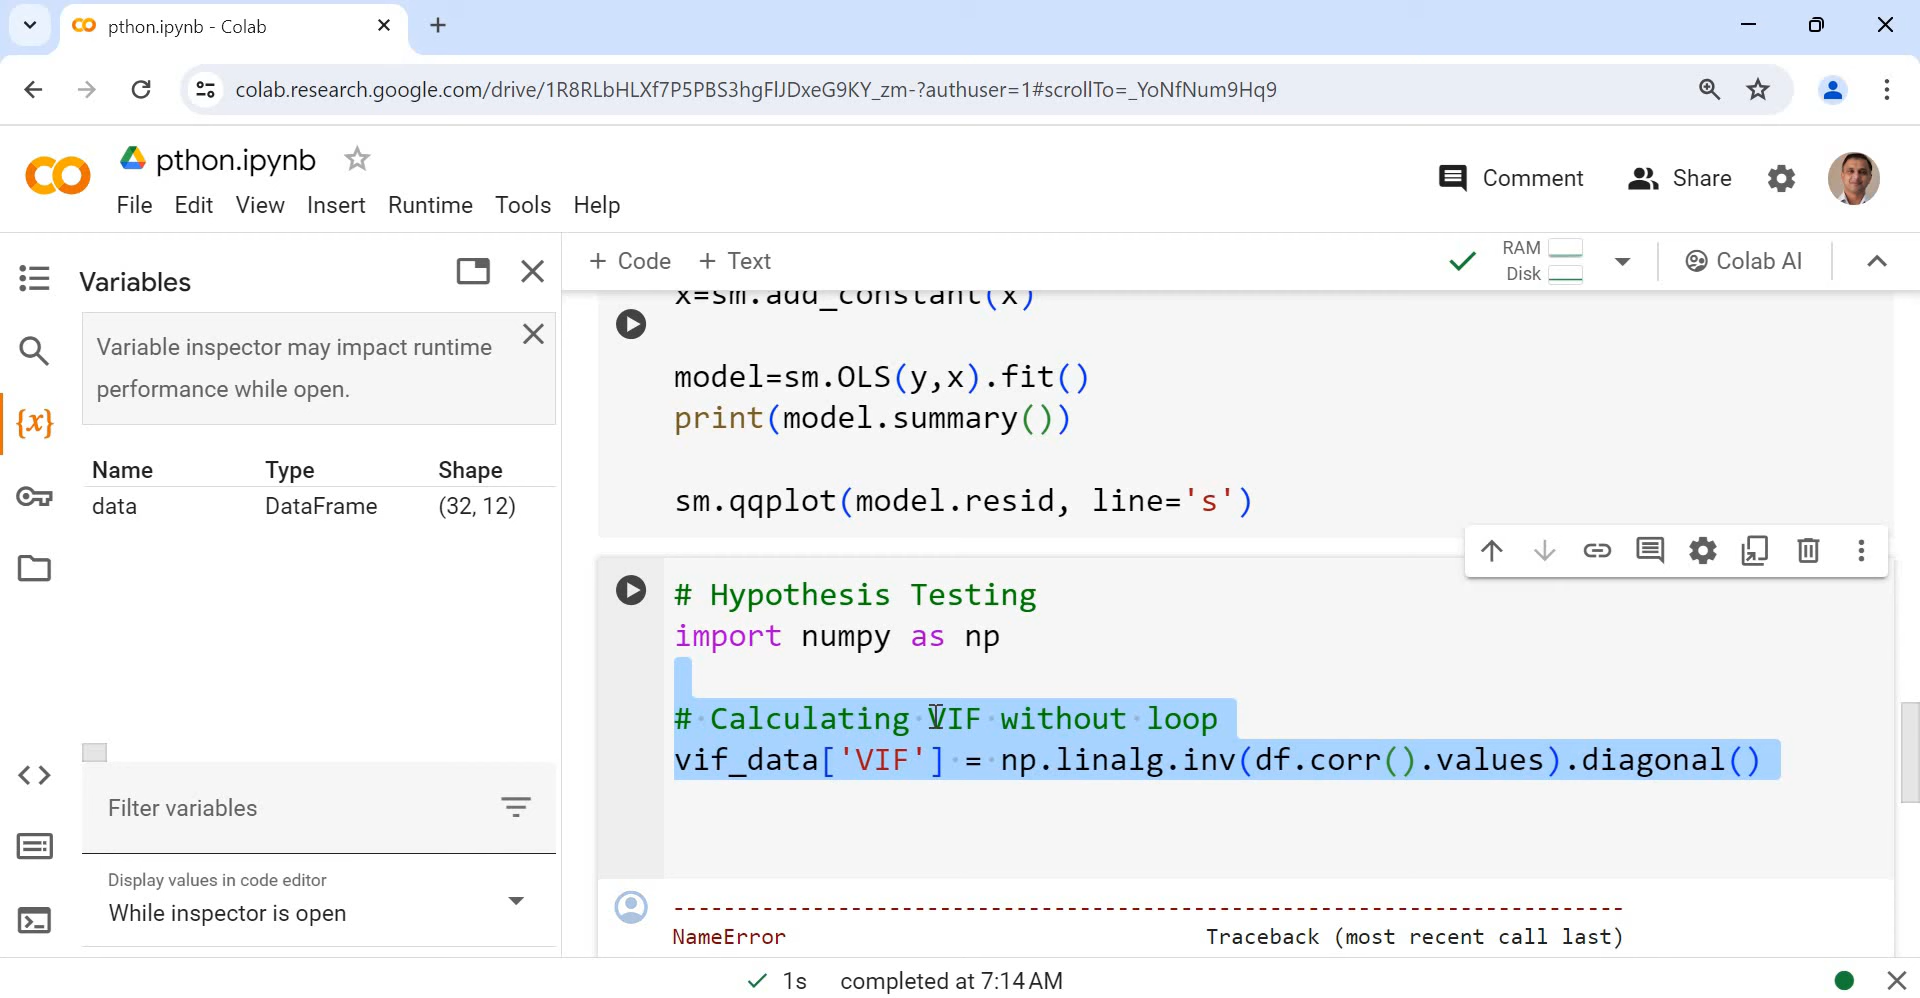 pthon.ipynb - Colab
colab.research.google.com/drive/1R8RLbHLXf7P5PBS3hgFIJDxeG9KY_zm-?authuser=1#scrollTo=_YoNfNum9Hq9
pthon.ipynb
File Edit View Insert Runtime Tools Help
Comment
Share
Variables
+ Code + Text
RAM
Disk
Colab AI
Variable inspector may impact runtime
performance while open.
Name Type Shape
data DataFrame (32, 12)
{x}
Filter variables
Display values in code editor
While inspector is open
x=sm.add_constant(x)
model=sm.OLS(y,x).fit()
print(model.summary())
sm.qqplot(model.resid, line='s')
# Hypothesis Testing
import numpy as np
# Calculating VIF without loop
vif_data['VIF'] = np.linalg.inv(df.corr().values).diagonal()
---------------------------------------------------------------------------
NameError Traceback (most recent call last)
1s completed at 7:14 AM